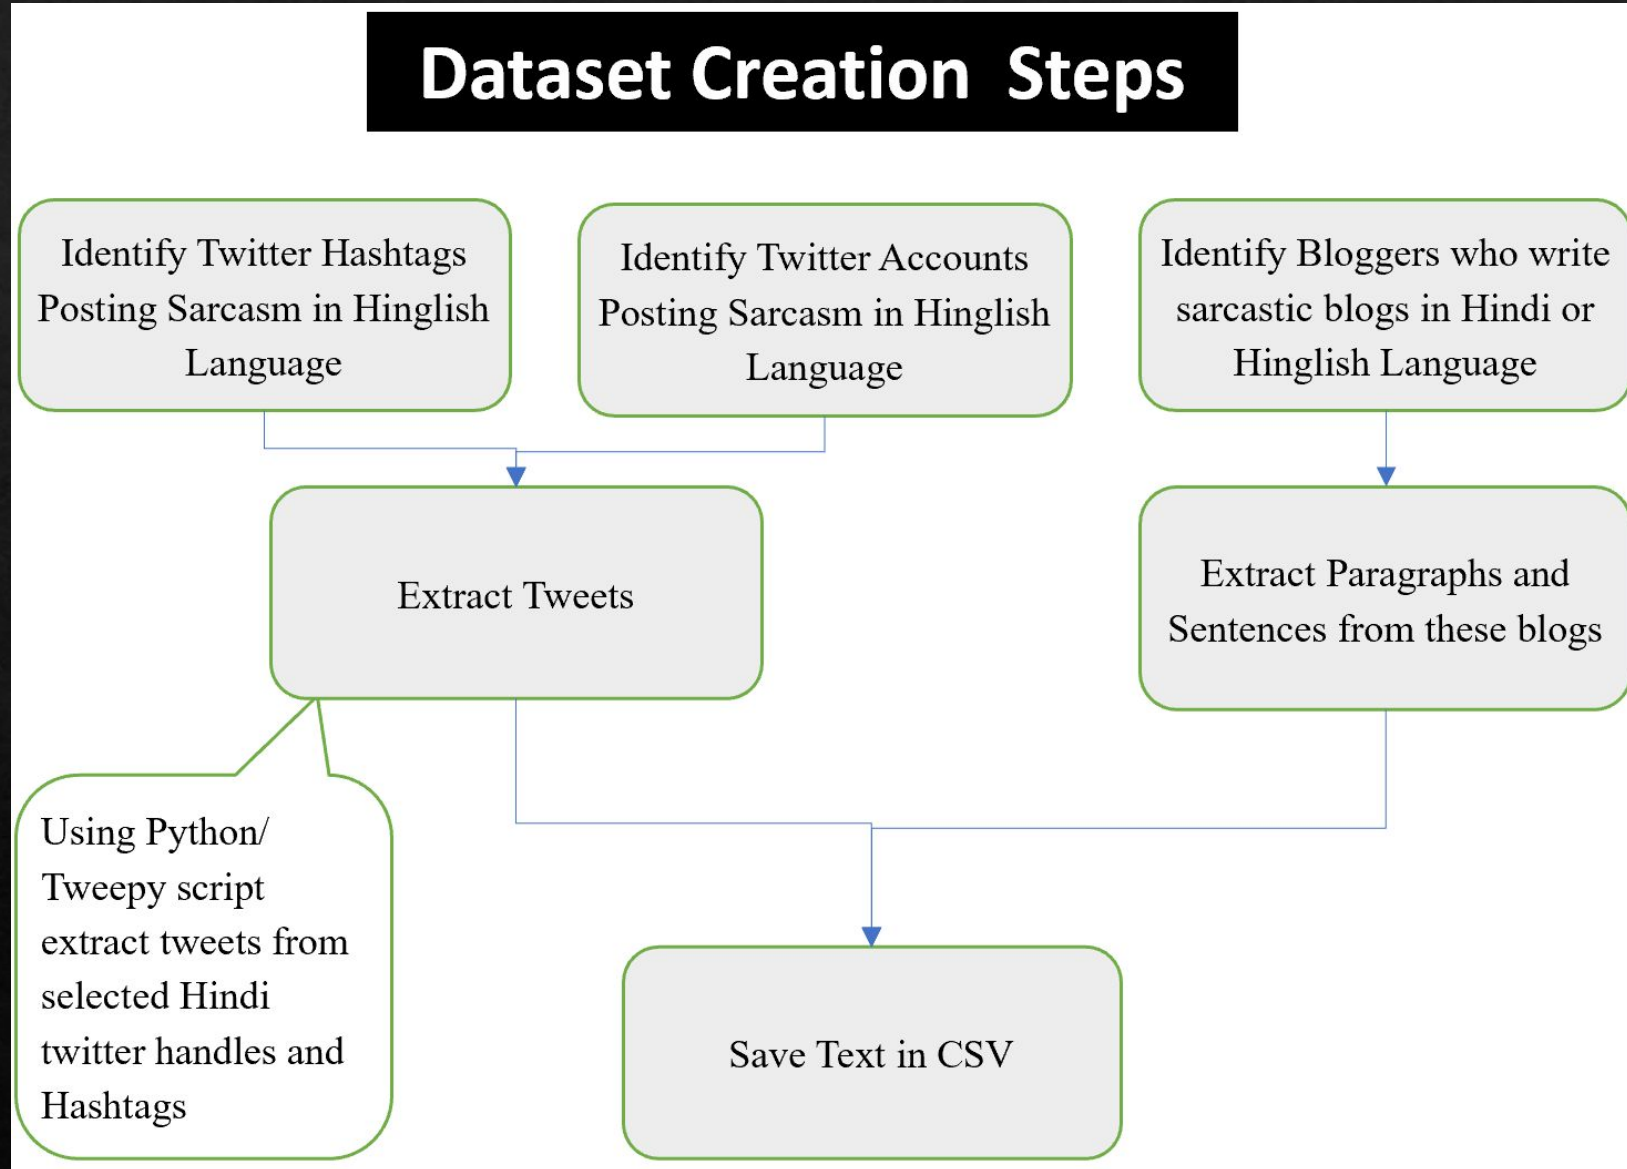 Dataset Creation  Steps
Identify Twitter Hashtags
Posting Sarcasm in Hinglish
Language
Identify Twitter Accounts
Posting Sarcasm in Hinglish
Language
Identify Bloggers who write
sarcastic blogs in Hindi or
Hinglish Language
Extract Tweets
Extract Paragraphs and
Sentences from these blogs
Using Python/
Tweepy script
extract tweets from
selected Hindi
twitter handles and
Hashtags
Save Text in CSV